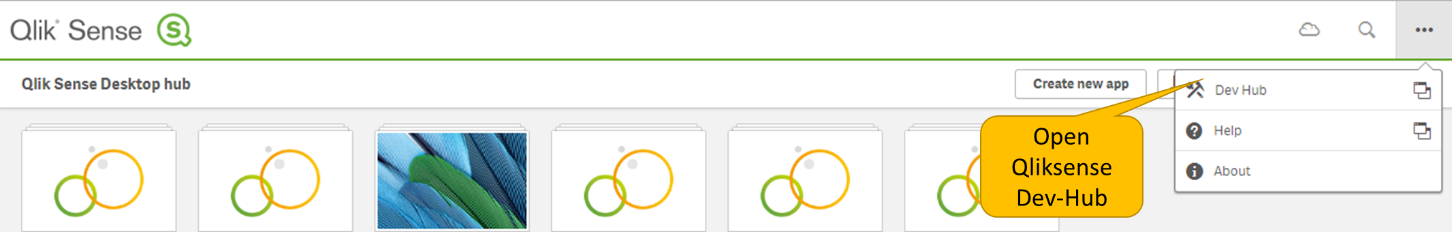 Qlik Sense
Qlik Sense Desktop hub
Create new app
Dev Hub
Help
About
Open
Qliksense
Dev-Hub